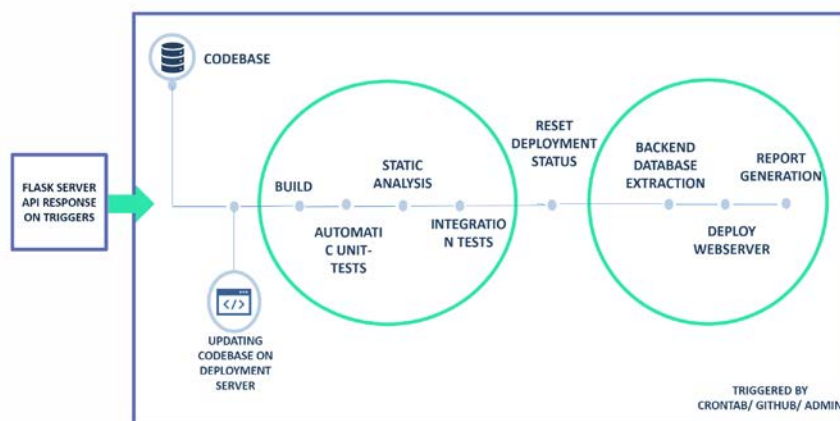 CODEBASE
FLASK SERVER
API RESPONSE
ON TRIGGERS
BUILD
AUTOMATI
C UNIT-
TESTS
STATIC
ANALYSIS
INTEGRATIO
N TESTS
RESET
DEPLOYMENT
STATUS
BACKEND
DATABASE
EXTRACTION
DEPLOY
WEBSERVER
REPORT
GENERATION
</>
UPDATING
CODEBASE ON
DEPLOYMENT
SERVER
TRIGGERED BY
CRONTAB/ GITHUB/ ADMIN